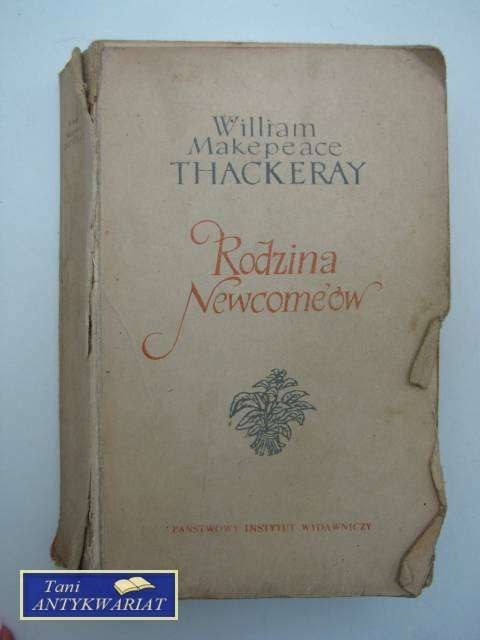 William
Makepeace
THACKERAY
Rodzina
Newcome'ów
PAŃSTWOWY INSTYTUT WYDAWNICZY
Tani
ANTYKWARIAT